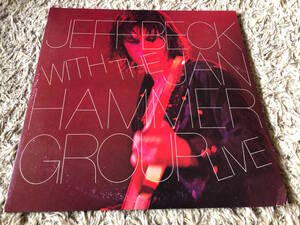 JEFF BECK
WITH THE JAN
HAMMER
GROUP LIVE